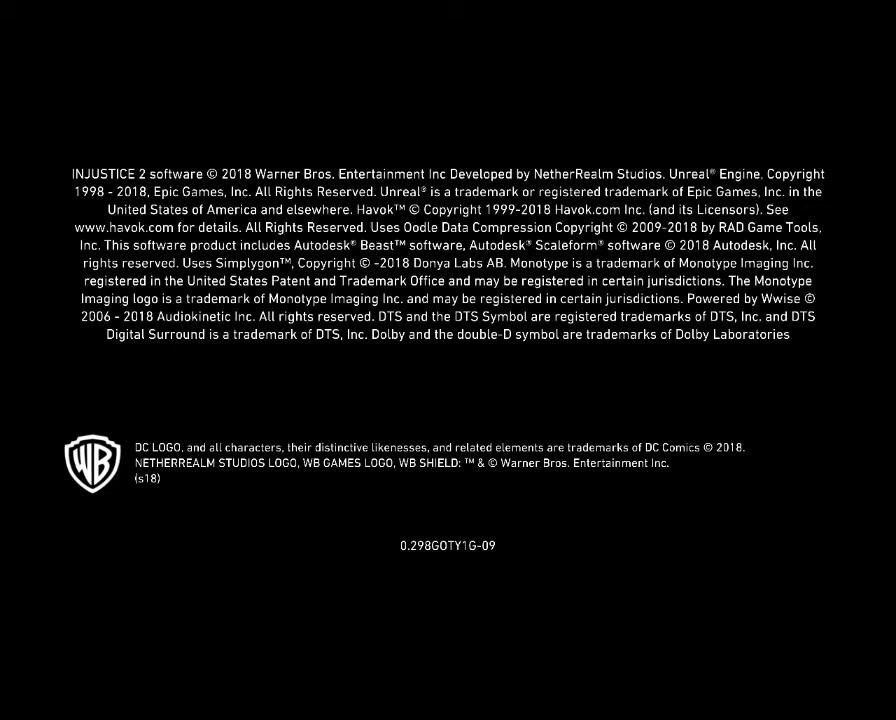 INJUSTICE 2 software © 2018 Warner Bros. Entertainment Inc Developed by NetherRealm Studios. Unreal® Engine, Copyright
1998 - 2018, Epic Games, Inc. All Rights Reserved. Unreal® is a trademark or registered trademark of Epic Games, Inc. in the
United States of America and elsewhere. Havok™ © Copyright 1999-2018 Havok.com Inc. (and its Licensors). See
www.havok.com for details. All Rights Reserved. Uses Oodle Data Compression Copyright © 2009-2018 by RAD Game Tools,
Inc. This software product includes Autodesk® Beast™ software, Autodesk® Scaleform® software © 2018 Autodesk, Inc. All
rights reserved. Uses Simplygon™, Copyright © -2018 Donya Labs AB. Monotype is a trademark of Monotype Imaging Inc.
registered in the United States Patent and Trademark Office and may be registered in certain jurisdictions. The Monotype
Imaging logo is a trademark of Monotype Imaging Inc. and may be registered in certain jurisdictions. Powered by Wwise ©
2006 - 2018 Audiokinetic Inc. All rights reserved. DTS and the DTS Symbol are registered trademarks of DTS, Inc. and DTS
Digital Surround is a trademark of DTS, Inc. Dolby and the double-D symbol are trademarks of Dolby Laboratories
WB
DC LOGO, and all characters, their distinctive likenesses, and related elements are trademarks of DC Comics © 2018.
NETHERREALM STUDIOS LOGO, WB GAMES LOGO, WB SHIELD: ™ & © Warner Bros. Entertainment Inc.
(s18)
0.298GOTY1G-09